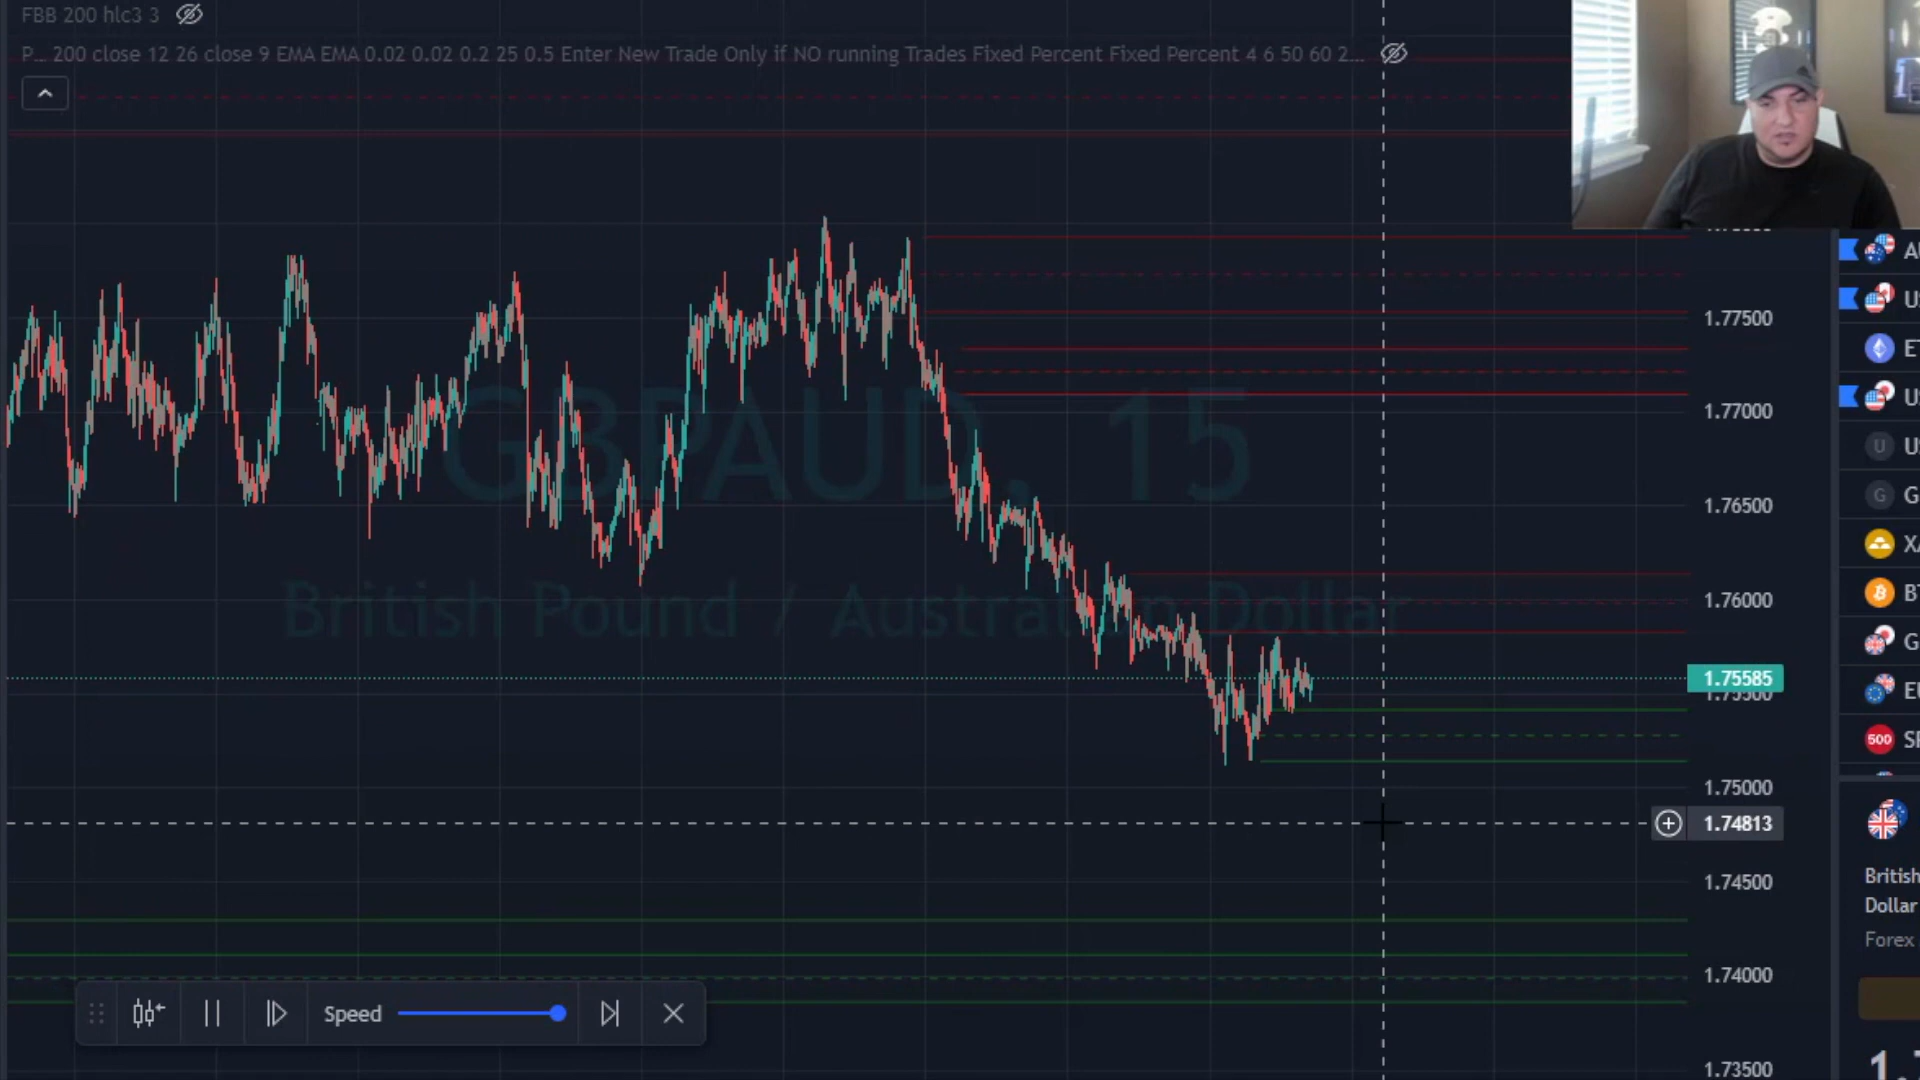 FBB 200 hlc3 3
P... 200 close 12 26 close 9 EMA EMA 0.02 0.02 0.2 25 0.5 Enter New Trade Only if NO running Trades Fixed Percent Fixed Percent 4 6 50 60 2...
GBPAUD, 15
British Pound / Australian Dollar
1.77500
1.77000
1.76500
1.76000
1.75585
1.75500
1.75000
1.74813
1.74500
1.74000
1.73500
Speed
U
G
500
British
Dollar
Forex